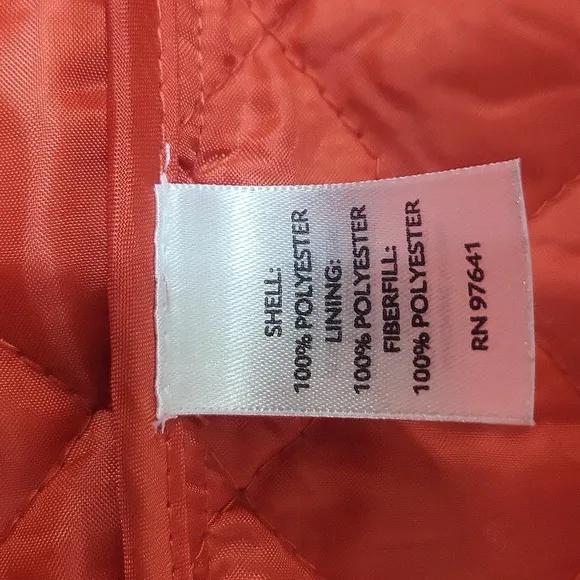 SHELL:
100% POLYESTER
LINING:
100% POLYESTER
FIBERFILL:
100% POLYESTER
RN 97641